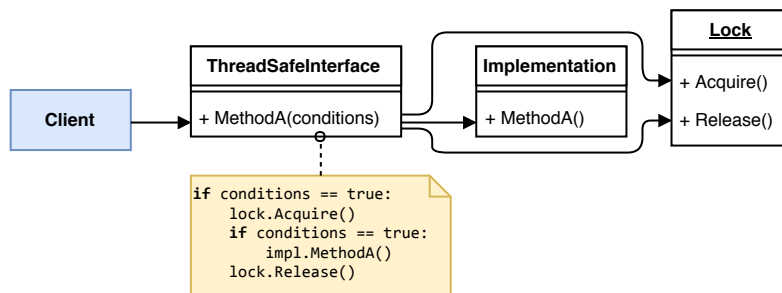 Client
ThreadSafeInterface
+ MethodA(conditions)
Implementation
+ MethodA()
Lock
+ Acquire()
+ Release()
if conditions == true:
    lock.Acquire()
    if conditions == true:
        impl.MethodA()
    lock.Release()